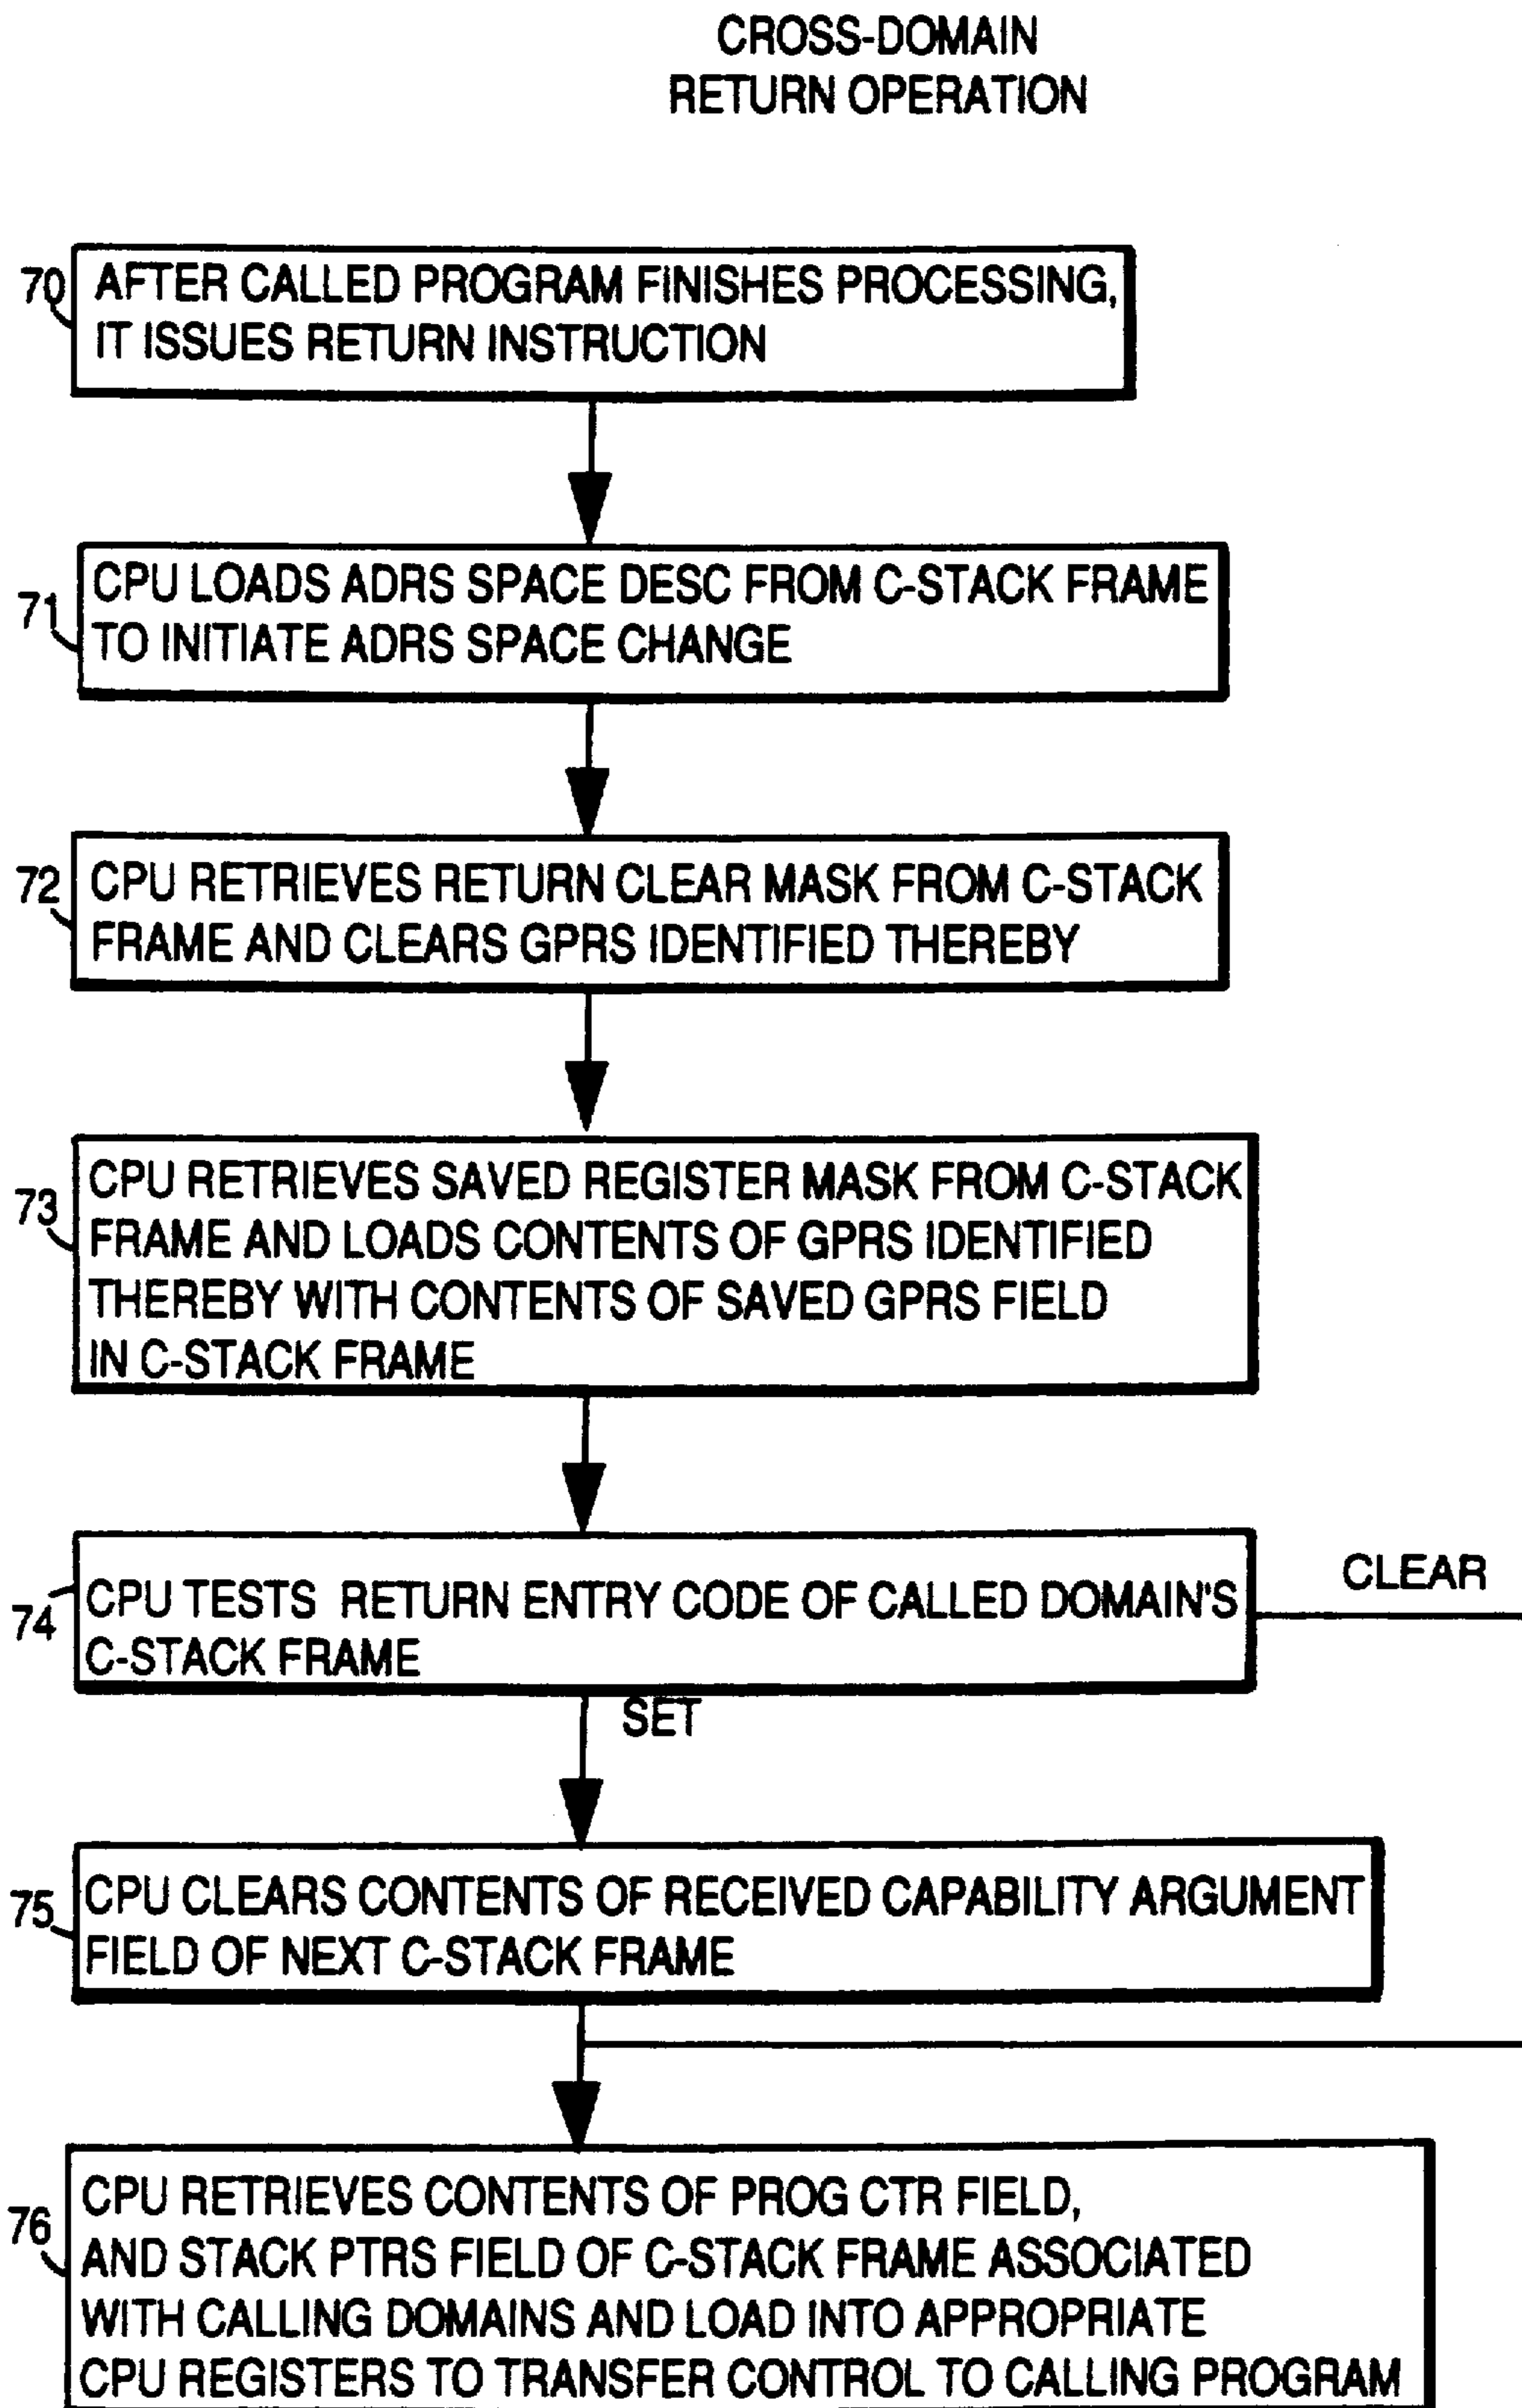 CROSS-DOMAIN
RETURN OPERATION
70
AFTER CALLED PROGRAM FINISHES PROCESSING,
IT ISSUES RETURN INSTRUCTION
71
CPU LOADS ADRS SPACE DESC FROM C-STACK FRAME
TO INITIATE ADRS SPACE CHANGE
72
CPU RETRIEVES RETURN CLEAR MASK FROM C-STACK
FRAME AND CLEARS GPRS IDENTIFIED THEREBY
73
CPU RETRIEVES SAVED REGISTER MASK FROM C-STACK
FRAME AND LOADS CONTENTS OF GPRS IDENTIFIED
THEREBY WITH CONTENTS OF SAVED GPRS FIELD
IN C-STACK FRAME
74
CPU TESTS RETURN ENTRY CODE OF CALLED DOMAIN'S
C-STACK FRAME
CLEAR
SET
75
CPU CLEARS CONTENTS OF RECEIVED CAPABILITY ARGUMENT
FIELD OF NEXT C-STACK FRAME
76
CPU RETRIEVES CONTENTS OF PROG CTR FIELD,
AND STACK PTRS FIELD OF C-STACK FRAME ASSOCIATED
WITH CALLING DOMAINS AND LOAD INTO APPROPRIATE
CPU REGISTERS TO TRANSFER CONTROL TO CALLING PROGRAM